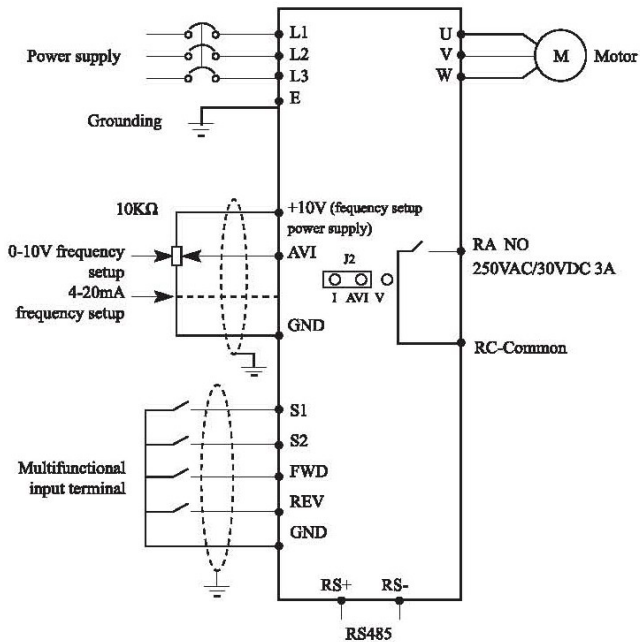 Power supply
L1
L2
L3
E
Grounding
U
V
W
M
Motor
10KΩ
+10V (fequency setup
power supply)
0-10V frequency
setup
AVI
4-20mA
frequency setup
GND
J2
I AVI V
RA NO
250VAC/30VDC 3A
RC-Common
Multifunctional
input terminal
S1
S2
FWD
REV
GND
RS+ RS-
RS485